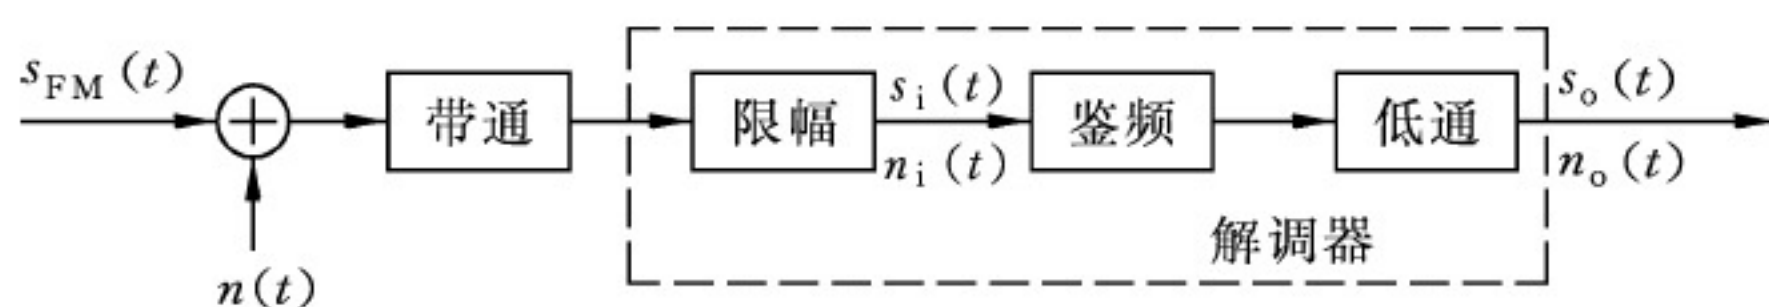 s_FM(t)
n(t)
带通
限幅
s_i(t)
n_i(t)
鉴频
低通
s_o(t)
n_o(t)
解调器